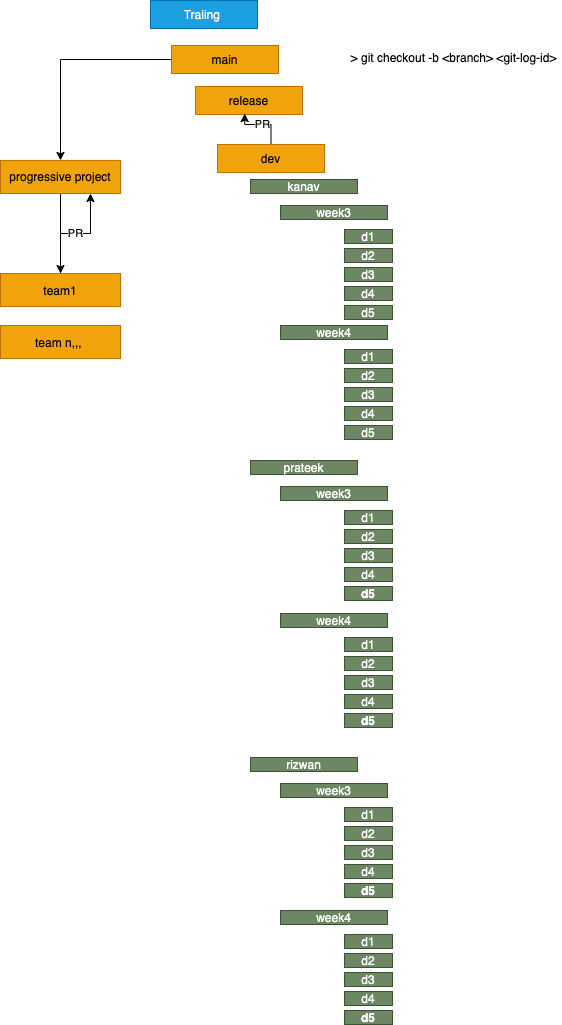 Traiing
main
> git checkout -b <branch> <git-log-id>
release
PR
dev
progressive project
PR
team1
team n,,,
kanav
week3
d1
d2
d3
d4
d5
week4
d1
d2
d3
d4
d5
prateek
week3
d1
d2
d3
d4
d5
week4
d1
d2
d3
d4
d5
rizwan
week3
d1
d2
d3
d4
d5
week4
d1
d2
d3
d4
d5